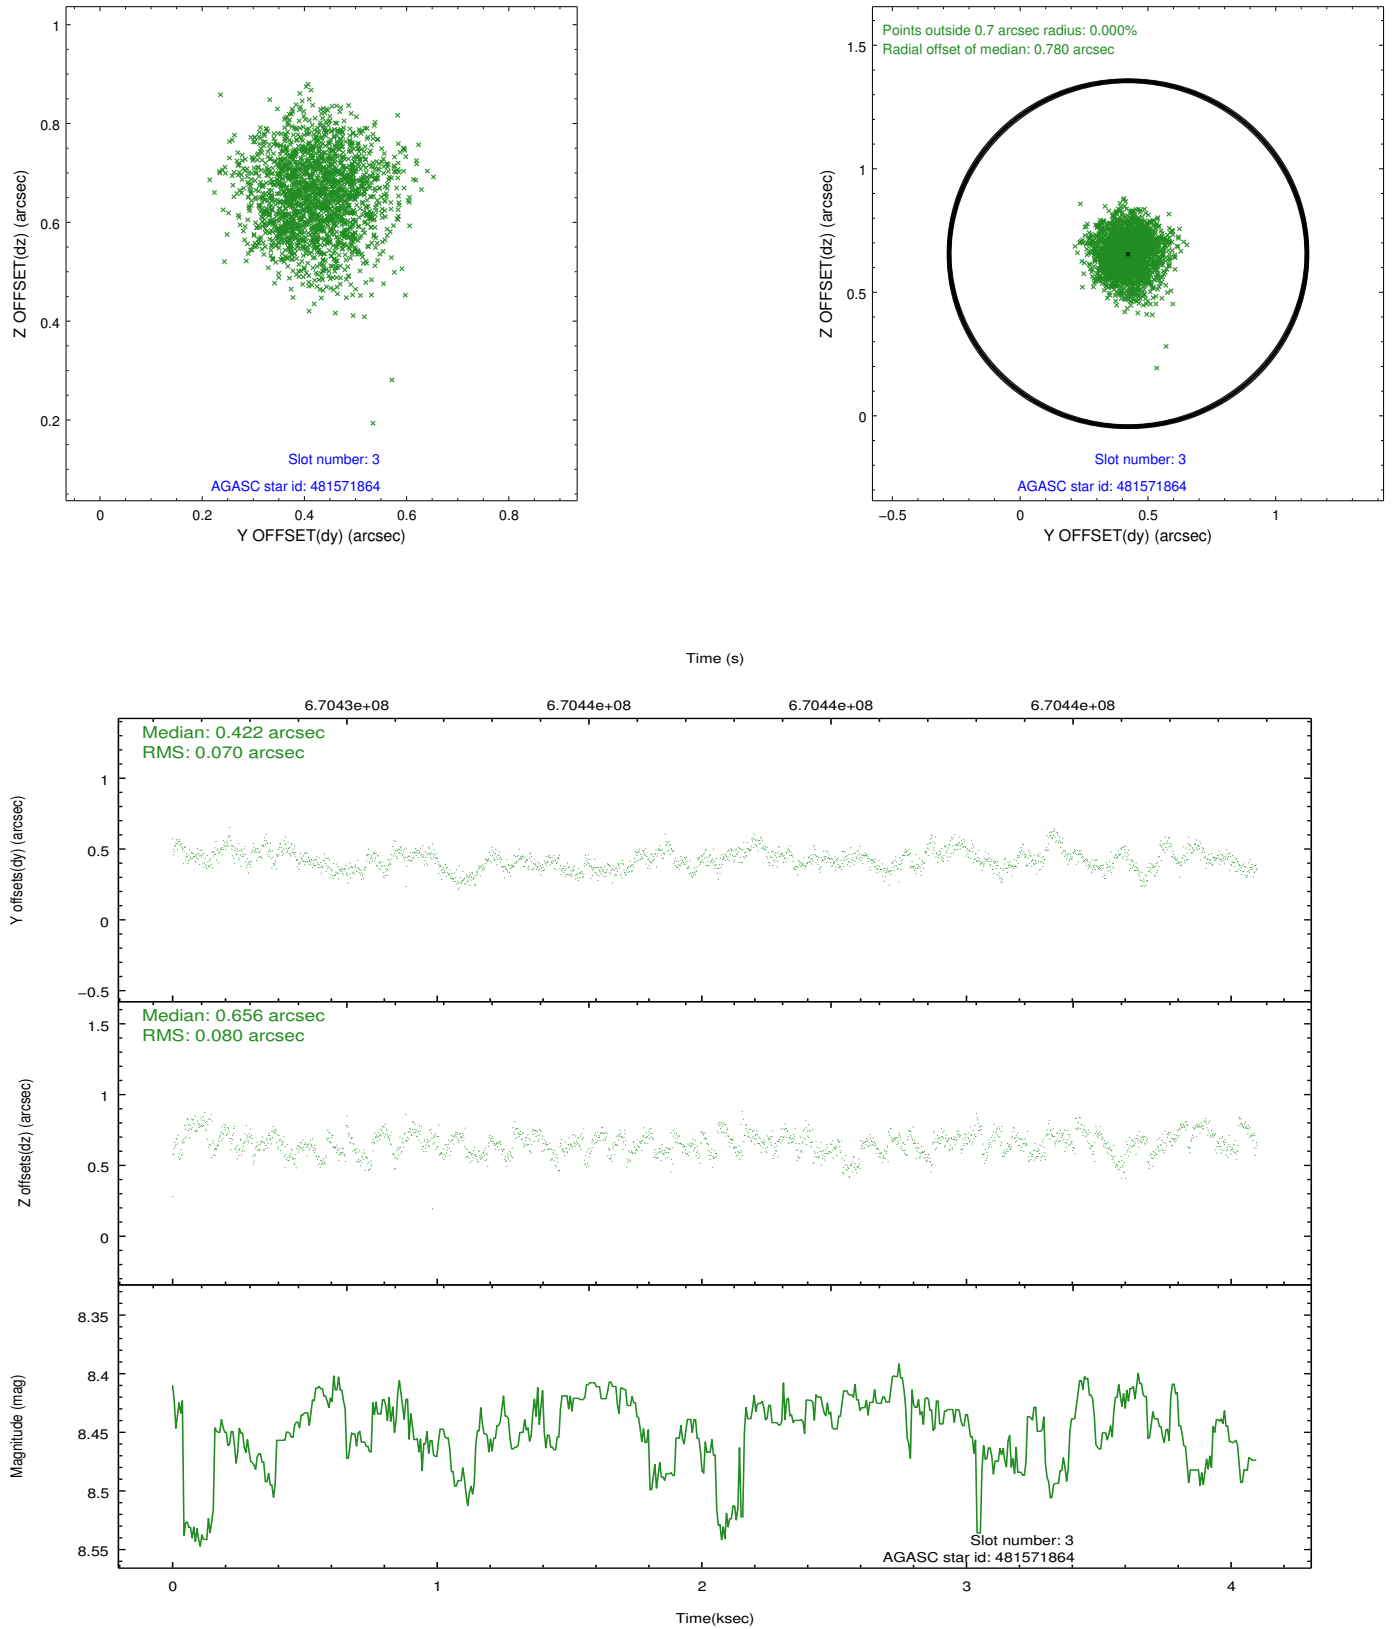 1
0.8
0.6
0.4
0.2
0
0.2
0.4
0.6
0.8
Z OFFSET(dz) (arcsec)
Y OFFSET(dy) (arcsec)
Slot number: 3
AGASC star id: 481571864
Points outside 0.7 arcsec radius: 0.000%
Radial offset of median: 0.780 arcsec
1.5
1
0.5
0
−0.5
0
0.5
1
Z OFFSET(dz) (arcsec)
Y OFFSET(dy) (arcsec)
Slot number: 3
AGASC star id: 481571864
Time (s)
6.7043e+08
6.7044e+08
6.7044e+08
6.7044e+08
Median: 0.422 arcsec
RMS: 0.070 arcsec
1
0.5
0
−0.5
Y offsets(dy) (arcsec)
Median: 0.656 arcsec
RMS: 0.080 arcsec
1.5
1
0.5
0
Z offsets(dz) (arcsec)
8.35
8.4
8.45
8.5
8.55
Magnitude (mag)
Slot number: 3
AGASC star id: 481571864
0
1
2
3
4
Time(ksec)